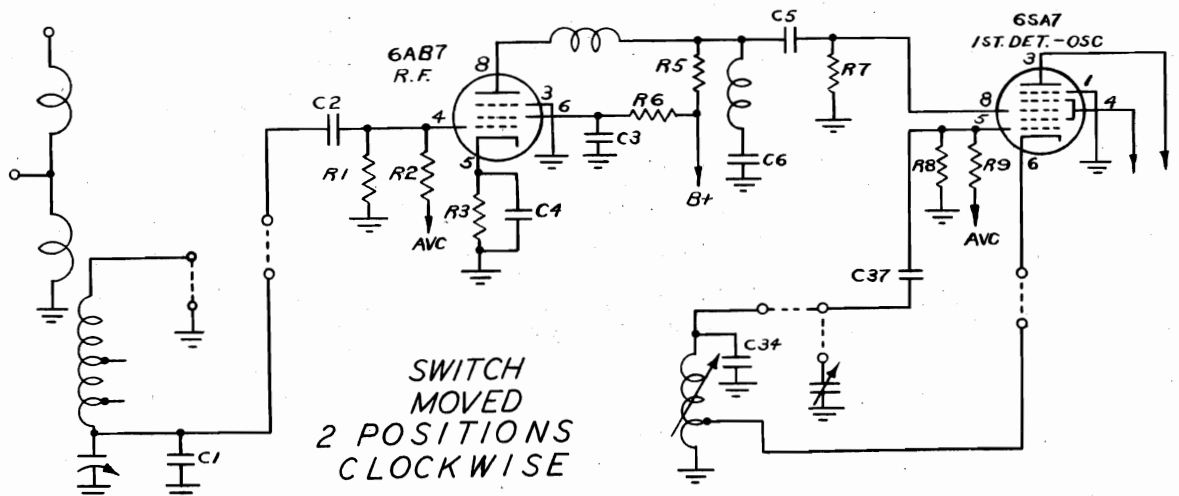 6AB7
R.F.
8
3
6
4
5
C2
R1
R2
AVC
R3
C4
C3
R6
R5
B+
C5
C6
R7
6SA7
1ST. DET.-OSC
3
1
4
8
5
6
R8
R9
AVC
C37
C34
C1
SWITCH
MOVED
2 POSITIONS
CLOCKWISE